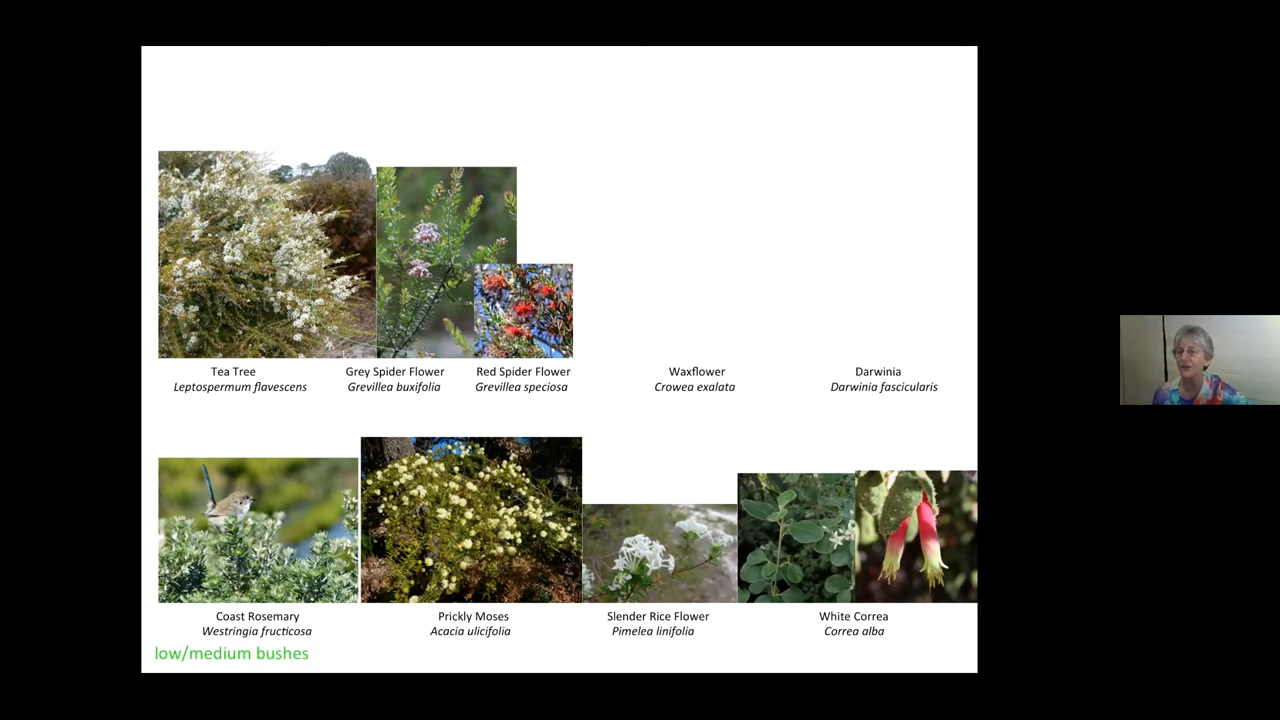 Tea Tree
Leptospermum flavescens
Grey Spider Flower
Grevillea buxifolia
Red Spider Flower
Grevillea speciosa
Waxflower
Crowea exalata
Darwinia
Darwinia fascicularis
Coast Rosemary
Westringia fructicosa
Prickly Moses
Acacia ulicifolia
Slender Rice Flower
Pimelea linifolia
White Correa
Correa alba
low/medium bushes